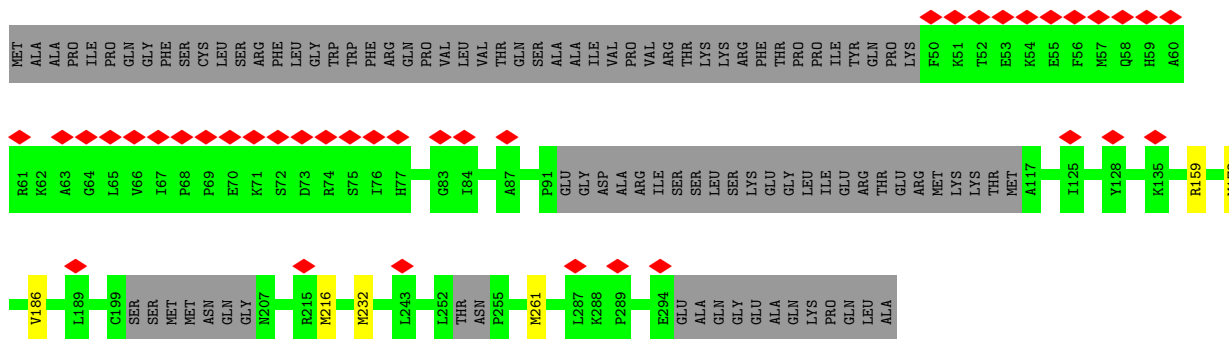 MET ALA ALA PRO ILE PRO GLN GLY PHE SER CYS LEU SER ARG PHE LEU GLY TRP TRP PHE ARG GLN PRO VAL LEU VAL THR GLN SER ALA ALA ILE VAL PRO VAL ARG THR LYS LYS ARG PHE THR PRO PRO ILE TYR GLN PRO LYS F50 K51 T52 E53 K54 E55 F56 M57 Q58 H59 A60
R61 K62 A63 G64 L65 V66 I67 P68 P69 E70 K71 S72 D73 R74 S75 I76 H77 G83 I84 A87 P91 GLU GLY ASP ALA ARG ILE SER SER LEU SER LYS GLU GLY LEU ILE GLU ARG THR GLU ARG MET LYS LYS THR MET A117 I125 Y128 K135 R159
V186 L189 C199 SER SER MET MET ASN GLN GLY N207 R215 M216 M232 L243 L252 THR ASN P255 M261 L287 K288 P289 E294 GLU ALA GLN GLY GLU ALA GLN LYS PRO GLN LEU ALA